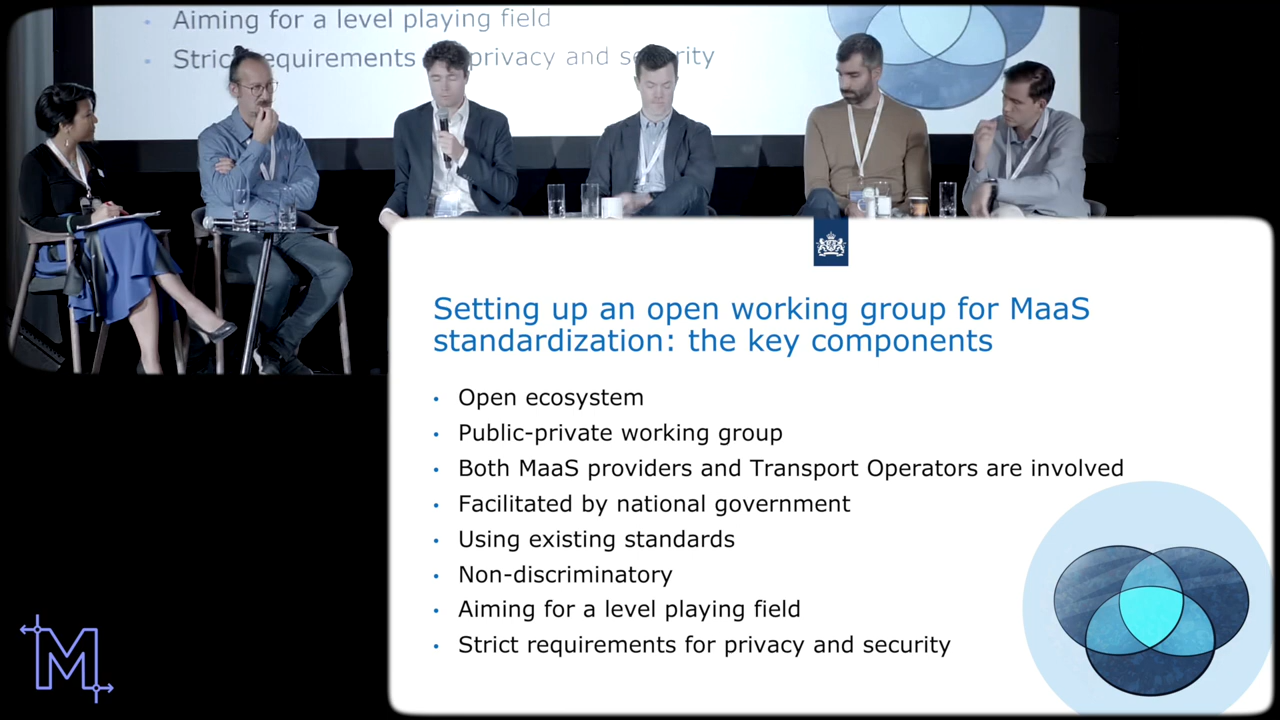 Aiming for a level playing field
Strict requirements for privacy and security
Setting up an open working group for MaaS
standardization: the key components
Open ecosystem
Public-private working group
Both MaaS providers and Transport Operators are involved
Facilitated by national government
Using existing standards
Non-discriminatory
Aiming for a level playing field
Strict requirements for privacy and security
M